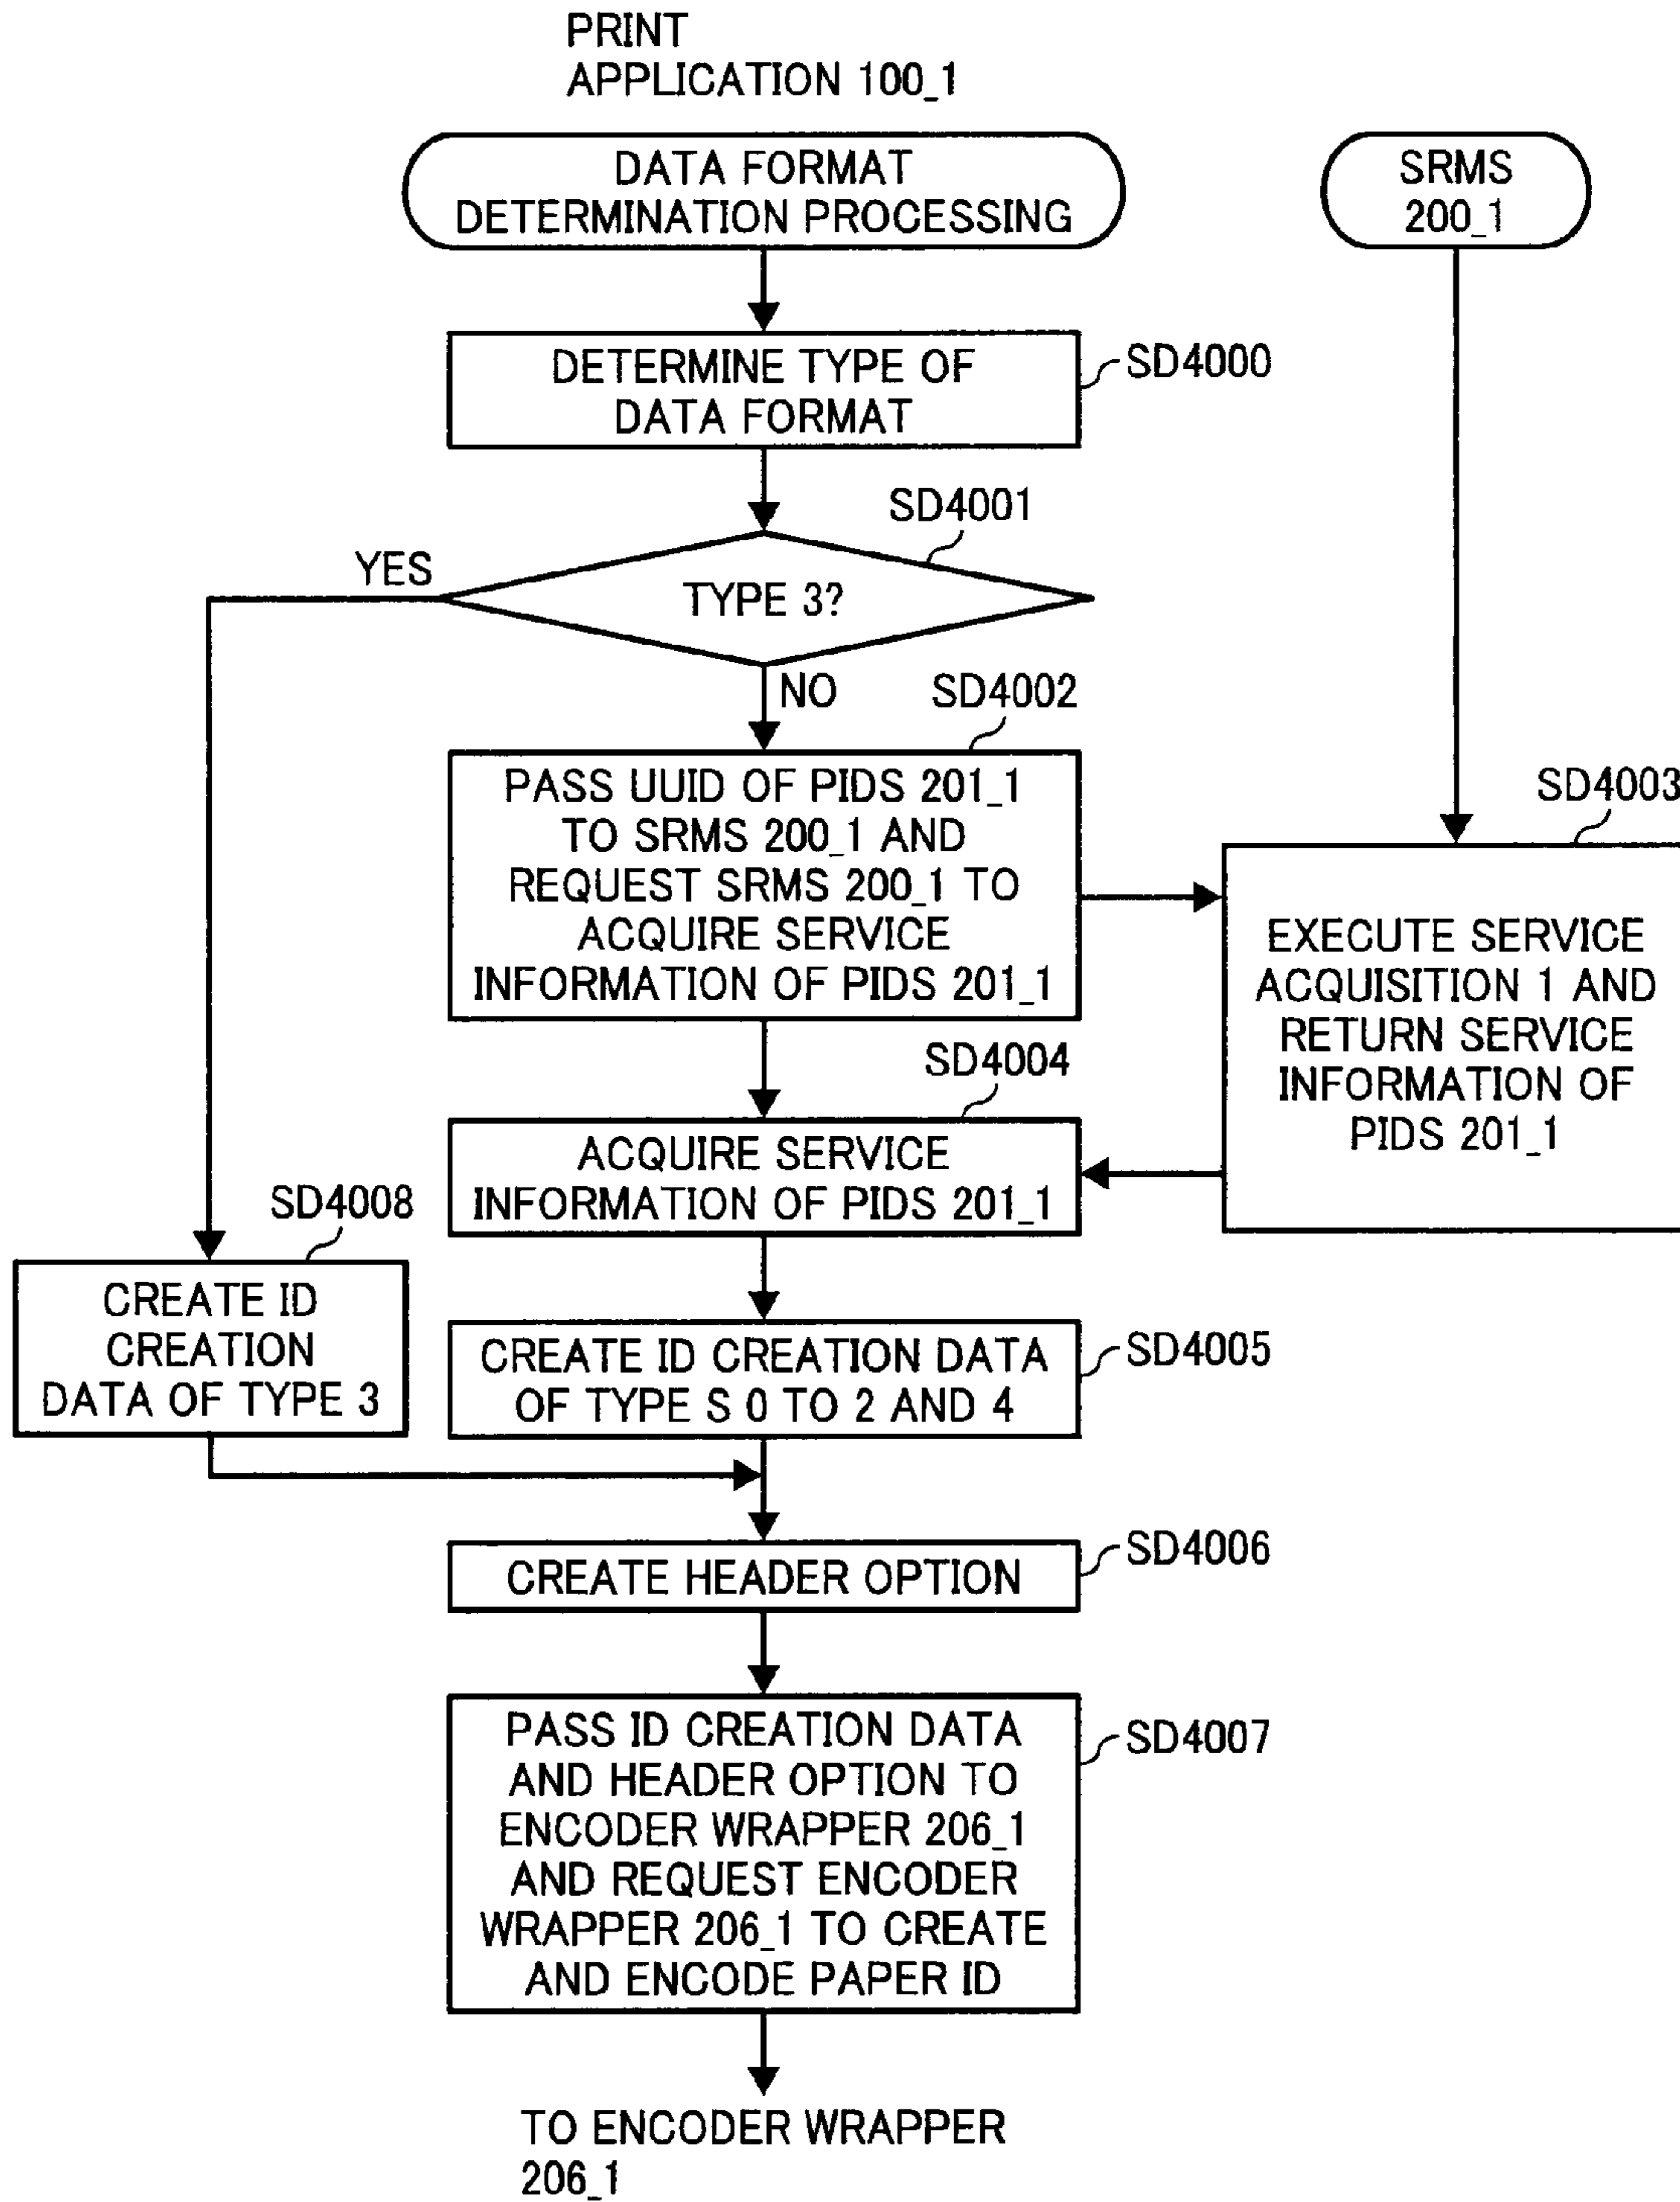 PRINT
APPLICATION 100_1
DATA FORMAT
DETERMINATION PROCESSING
SRMS
200_1
DETERMINE TYPE OF
DATA FORMAT
SD4000
SD4001
YES
TYPE 3?
NO
SD4002
PASS UUID OF PIDS 201_1
TO SRMS 200_1 AND
REQUEST SRMS 200_1 TO
ACQUIRE SERVICE
INFORMATION OF PIDS 201_1
SD4003
EXECUTE SERVICE
ACQUISITION 1 AND
RETURN SERVICE
INFORMATION OF
PIDS 201_1
SD4004
ACQUIRE SERVICE
INFORMATION OF PIDS 201_1
SD4008
CREATE ID
CREATION
DATA OF TYPE 3
CREATE ID CREATION DATA
OF TYPE S 0 TO 2 AND 4
SD4005
CREATE HEADER OPTION
SD4006
PASS ID CREATION DATA
AND HEADER OPTION TO
ENCODER WRAPPER 206_1
AND REQUEST ENCODER
WRAPPER 206_1 TO CREATE
AND ENCODE PAPER ID
SD4007
TO ENCODER WRAPPER
206_1